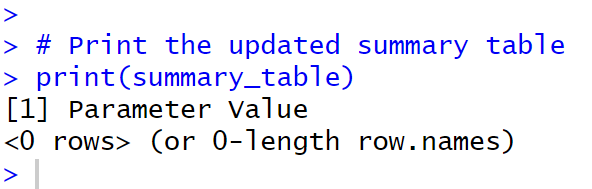 >
> # Print the updated summary table
> print(summary_table)
[1] Parameter Value
<0 rows> (or 0-length row.names)
>